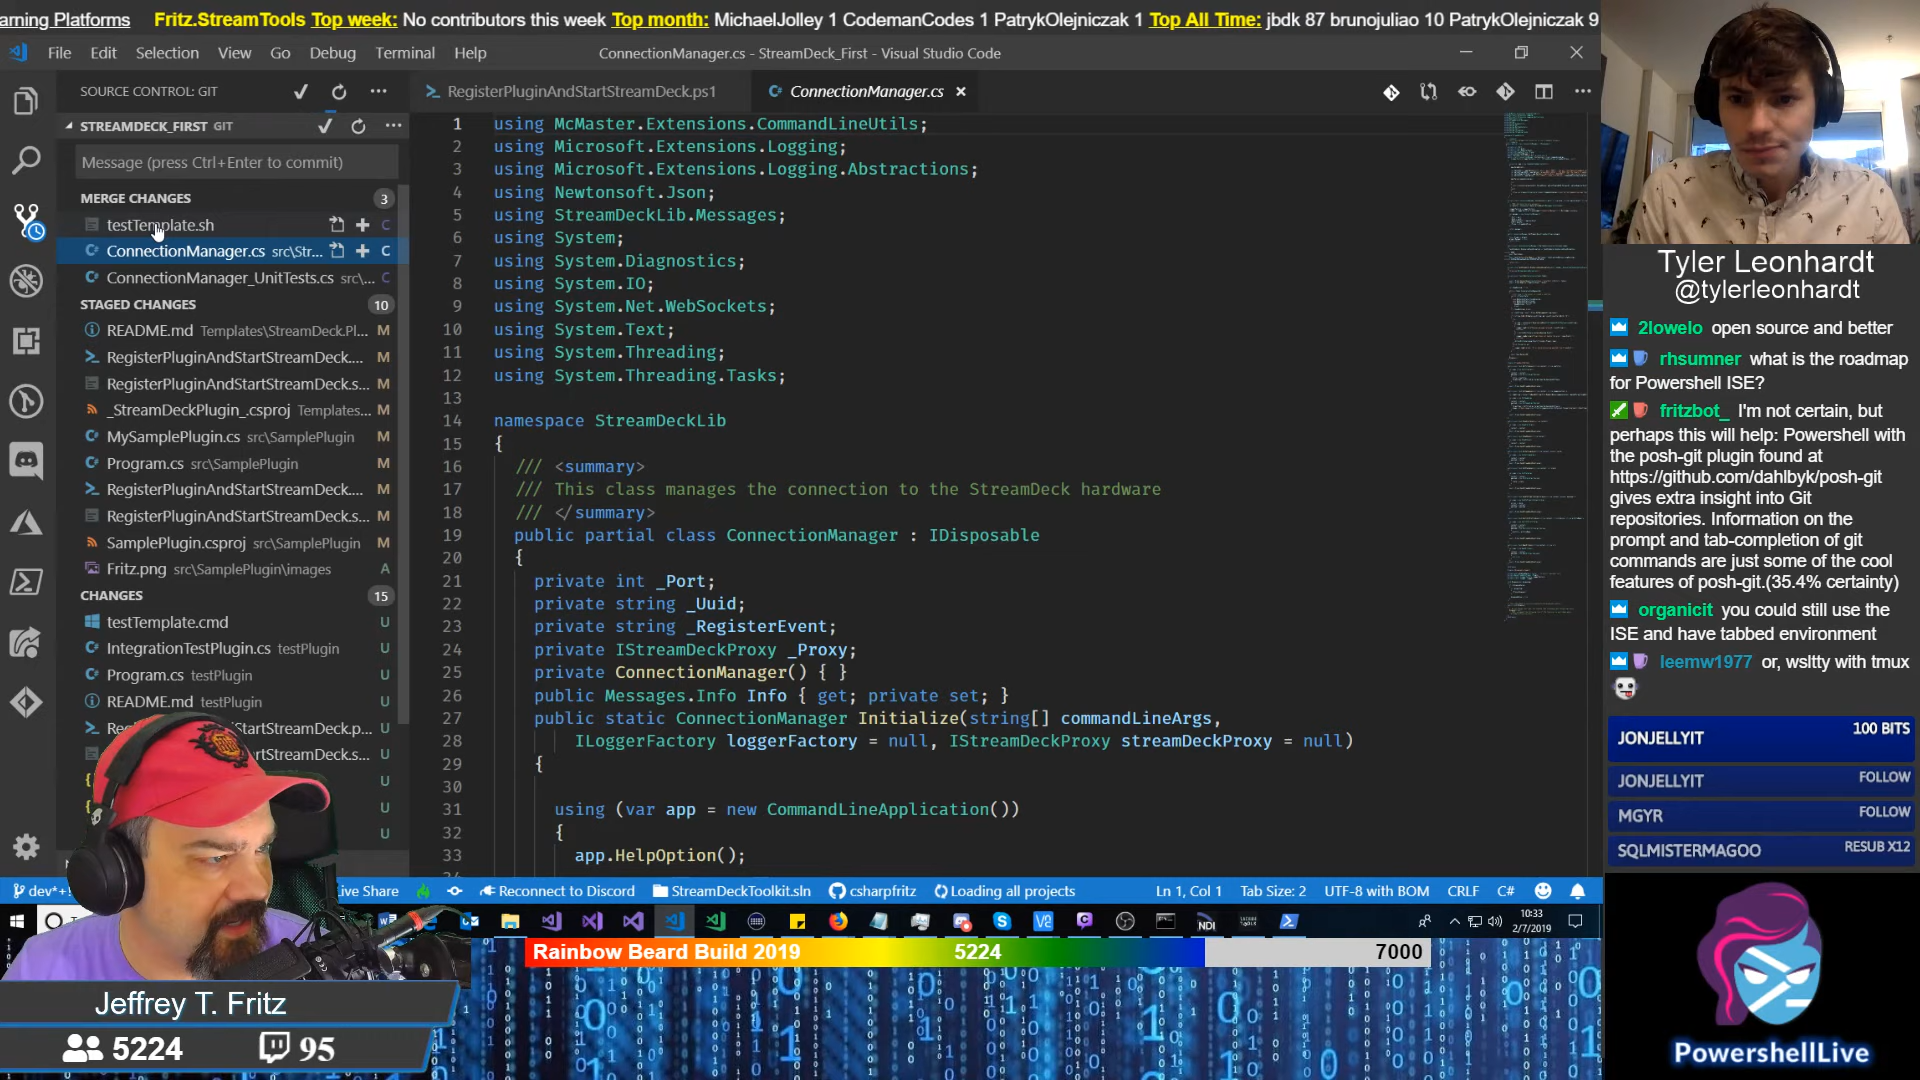 arning Platforms Fritz.StreamTools Top week: No contributors this week Top month: MichaelJolley 1 CodemanCodes 1 PatrykOlejniczak 1 Top All Time: jbdk 87 brunojuliao 10 PatrykOlejniczak 9
File Edit Selection View Go Debug Terminal Help
ConnectionManager.cs - StreamDeck_First - Visual Studio Code
SOURCE CONTROL: GIT
STREAMDECK_FIRST GIT
Message (press Ctrl+Enter to commit)
MERGE CHANGES 3
testTemplate.sh C
ConnectionManager.cs src\Str... C
ConnectionManager_UnitTests.cs src\... C
STAGED CHANGES 10
README.md Templates\StreamDeck.Pl... M
RegisterPluginAndStartStreamDeck.... M
RegisterPluginAndStartStreamDeck.s... M
_StreamDeckPlugin_.csproj Templates... M
MySamplePlugin.cs src\SamplePlugin M
Program.cs src\SamplePlugin M
RegisterPluginAndStartStreamDeck.... M
RegisterPluginAndStartStreamDeck.s... M
SamplePlugin.csproj src\SamplePlugin M
Fritz.png src\SamplePlugin\images A
CHANGES 15
testTemplate.cmd U
IntegrationTestPlugin.cs testPlugin U
Program.cs testPlugin U
README.md testPlugin U
StartStreamDeck.p... U
StartStreamDeck.s... U
U
U
U
RegisterPluginAndStartStreamDeck.ps1
ConnectionManager.cs
1 using McMaster.Extensions.CommandLineUtils;
2 using Microsoft.Extensions.Logging;
3 using Microsoft.Extensions.Logging.Abstractions;
4 using Newtonsoft.Json;
5 using StreamDeckLib.Messages;
6 using System;
7 using System.Diagnostics;
8 using System.IO;
9 using System.Net.WebSockets;
10 using System.Text;
11 using System.Threading;
12 using System.Threading.Tasks;
13
14 namespace StreamDeckLib
15 {
16 /// <summary>
17 /// This class manages the connection to the StreamDeck hardware
18 /// </summary>
19 public partial class ConnectionManager : IDisposable
20 {
21 private int _Port;
22 private string _Uuid;
23 private string _RegisterEvent;
24 private IStreamDeckProxy _Proxy;
25 private ConnectionManager() { }
26 public Messages.Info Info { get; private set; }
27 public static ConnectionManager Initialize(string[] commandLineArgs,
28 ILoggerFactory loggerFactory = null, IStreamDeckProxy streamDeckProxy = null)
29 {
30
31 using (var app = new CommandLineApplication())
32 {
33 app.HelpOption();
dev*+ ive Share Reconnect to Discord StreamDeckToolkit.sln csharpfritz Loading all projects Ln 1, Col 1 Tab Size: 2 UTF-8 with BOM CRLF C#
10:33
2/7/2019
Rainbow Beard Build 2019 5224 7000
Jeffrey T. Fritz
5224 95
Tyler Leonhardt
@tylerleonhardt
2lowelo open source and better
rhsumner what is the roadmap
for Powershell ISE?
fritzbot_ I'm not certain, but
perhaps this will help: Powershell with
the posh-git plugin found at
https://github.com/dahlbyk/posh-git
gives extra insight into Git
repositories. Information on the
prompt and tab-completion of git
commands are just some of the cool
features of posh-git.(35.4% certainty)
organicit you could still use the
ISE and have tabbed environment
leemw1977 or, wsltty with tmux
JONJELLYIT 100 BITS
JONJELLYIT FOLLOW
MGYR FOLLOW
SQLMISTERMAGOO RESUB X12
PowershellLive